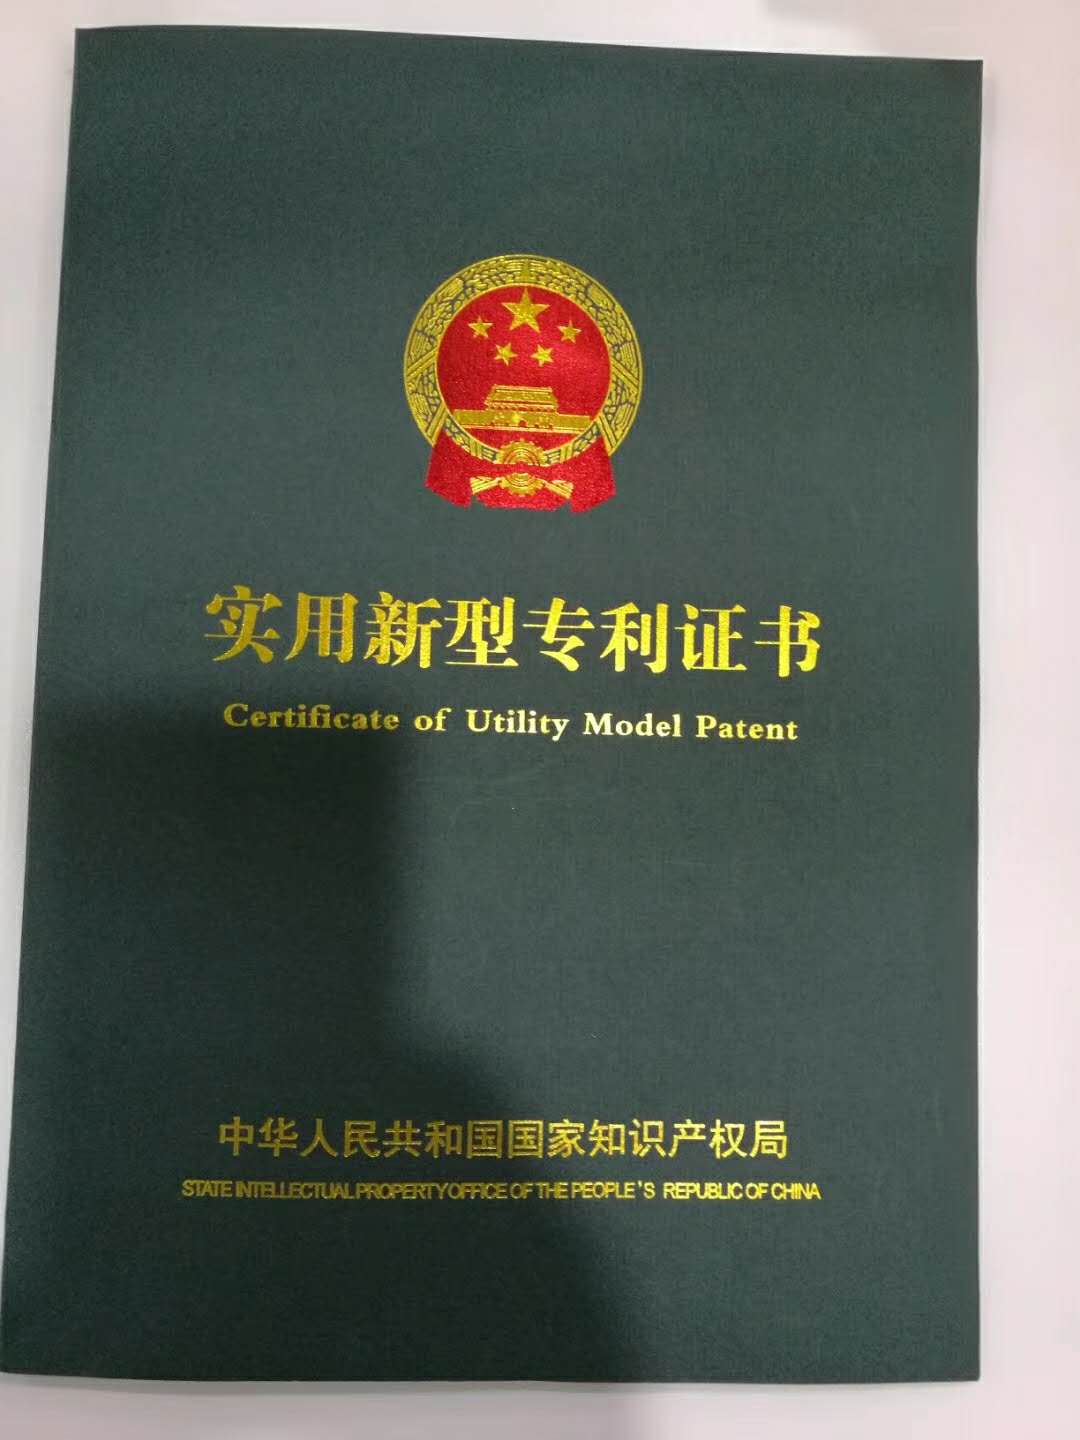 实用新型专利证书
Certificate of Utility Model Patent
中华人民共和国国家知识产权局
STATE INTELLECTUAL PROPERTY OFFICE OF THE PEOPLE'S REPUBLIC OF CHINA